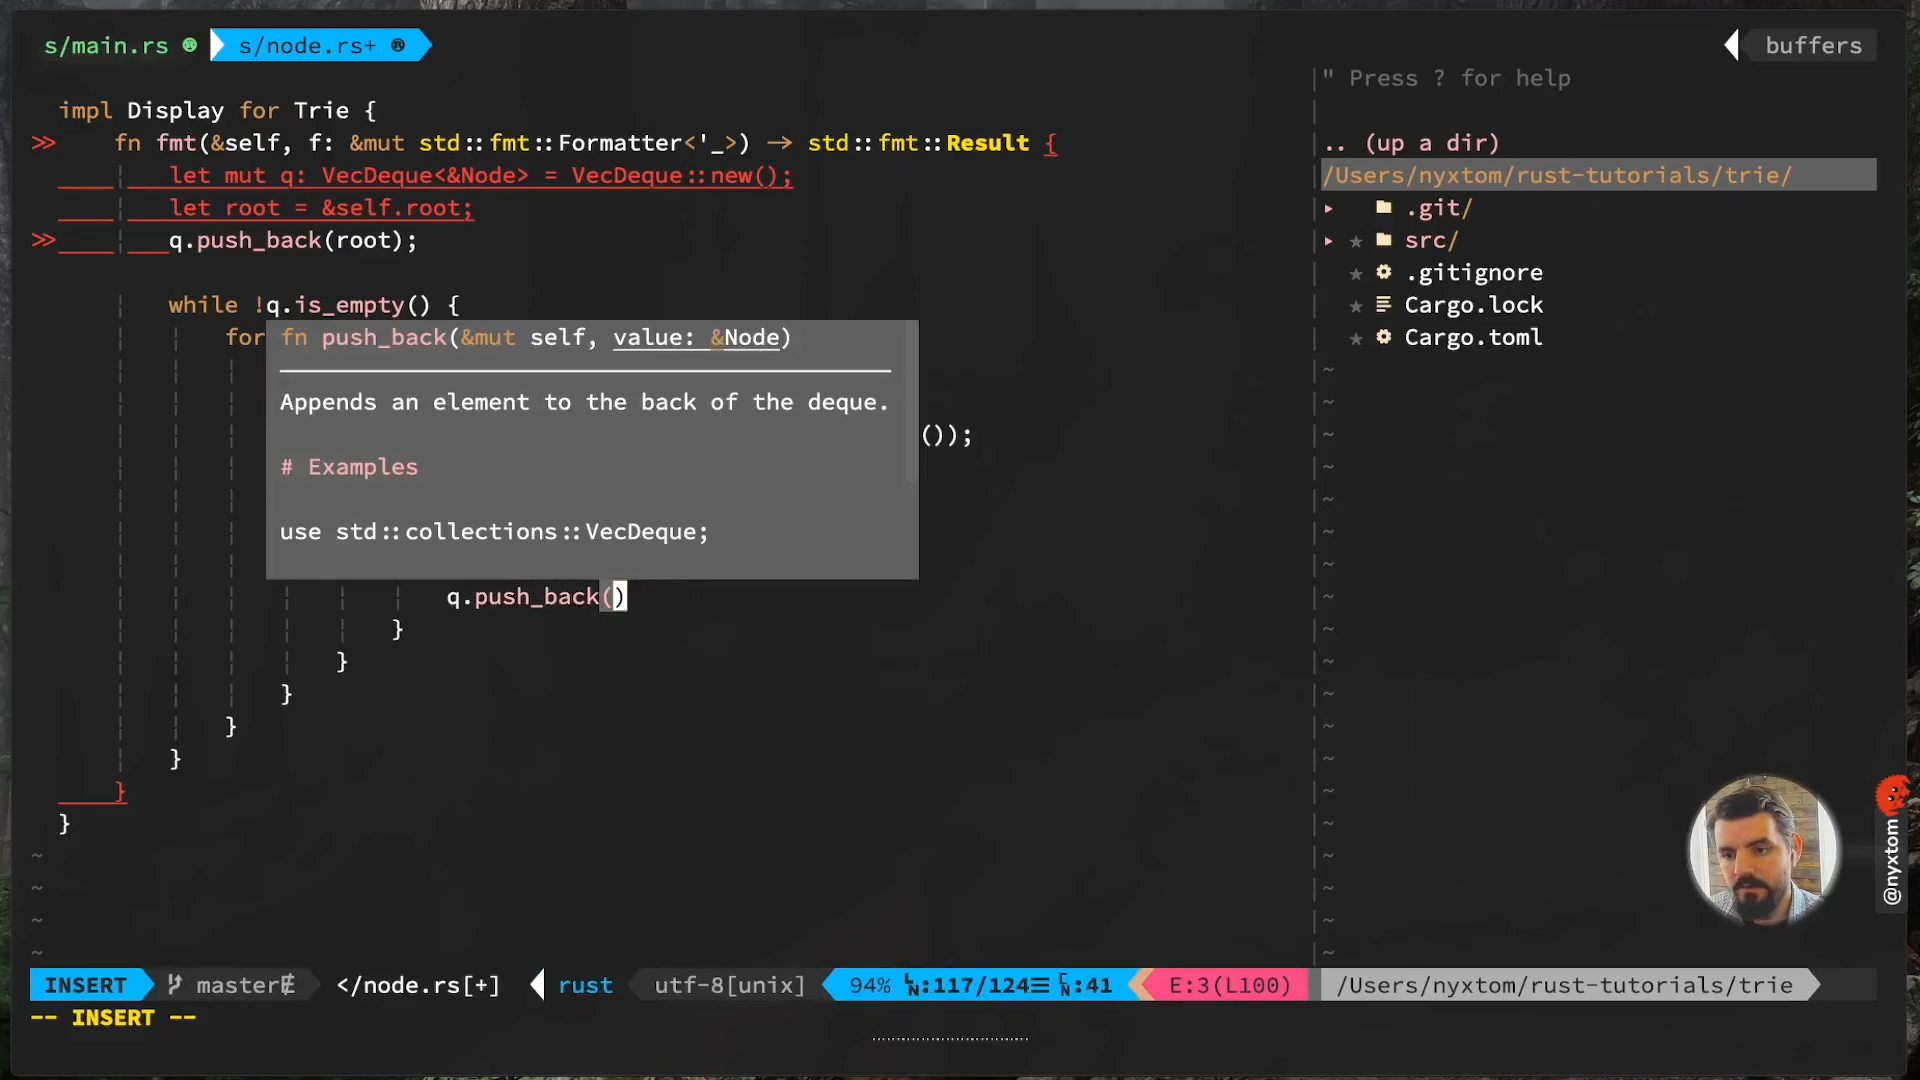 s/main.rs s/node.rs+ buffers
" Press ? for help
impl Display for Trie {
>> fn fmt(&self, f: &mut std::fmt::Formatter<'_>) → std::fmt::Result {
let mut q: VecDeque<&Node> = VecDeque::new();
let root = &self.root;
>> q.push_back(root);
while !q.is_empty() {
for fn push_back(&mut self, value: &Node)
Appends an element to the back of the deque.
());
# Examples
use std::collections::VecDeque;
q.push_back()
}
}
}
}
}
}
}
.. (up a dir)
/Users/nyxtom/rust-tutorials/trie/
▸ .git/
▸ ★ src/
★ .gitignore
★ Cargo.lock
★ Cargo.toml
@nyxtom
INSERT master </node.rs[+] rust utf-8[unix] 94% :117/124☰ :41 E:3(L100) /Users/nyxtom/rust-tutorials/trie
-- INSERT --